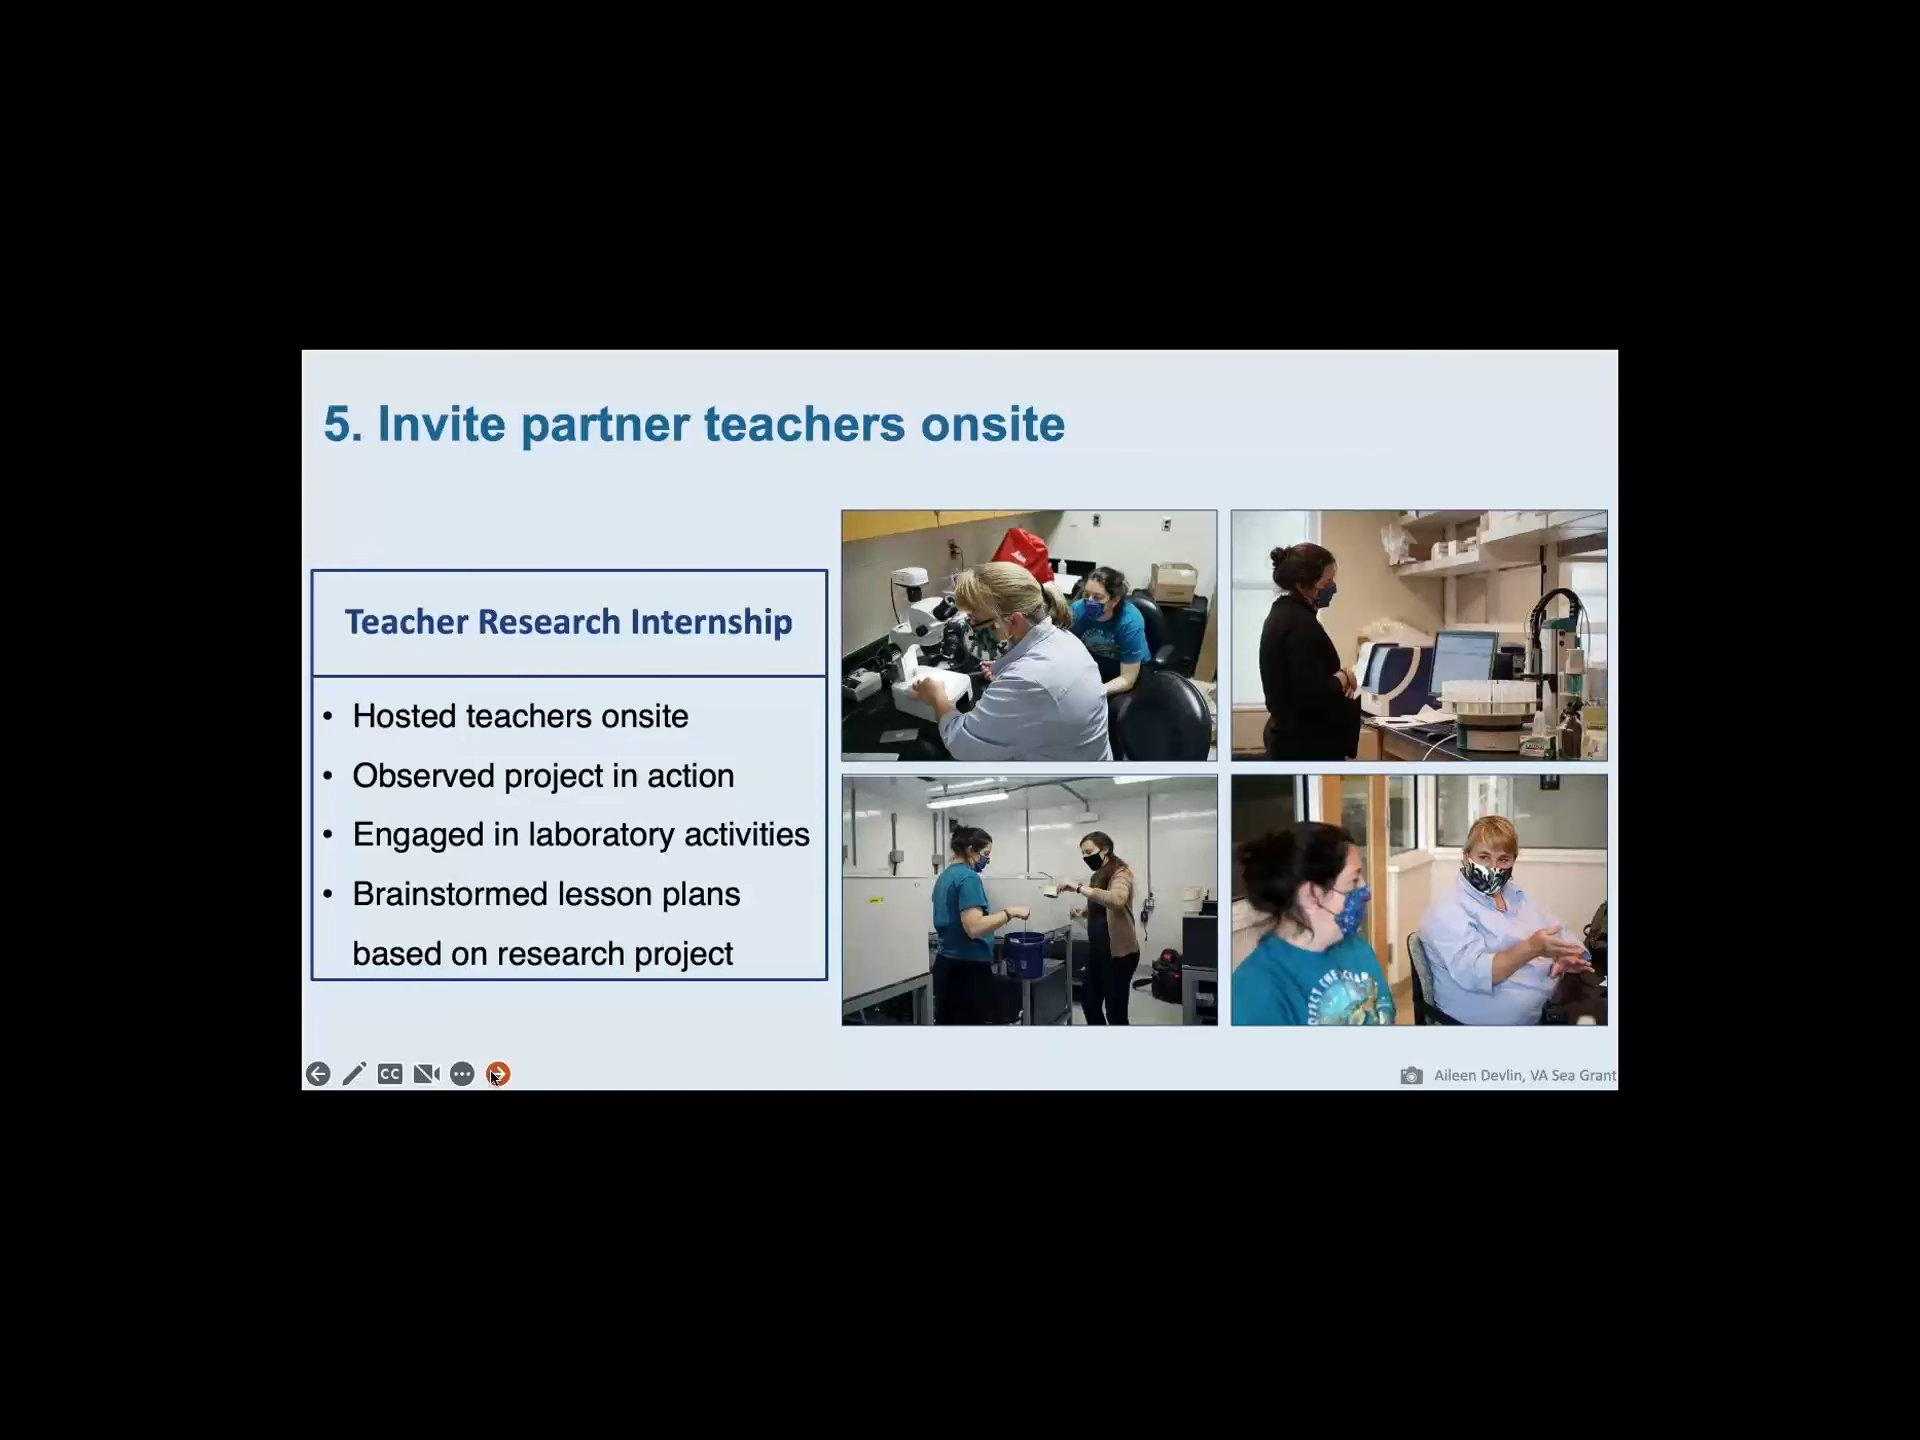 5. Invite partner teachers onsite
Teacher Research Internship
• Hosted teachers onsite
• Observed project in action
• Engaged in laboratory activities
• Brainstormed lesson plans
based on research project
CC
Aileen Devlin, VA Sea Grant